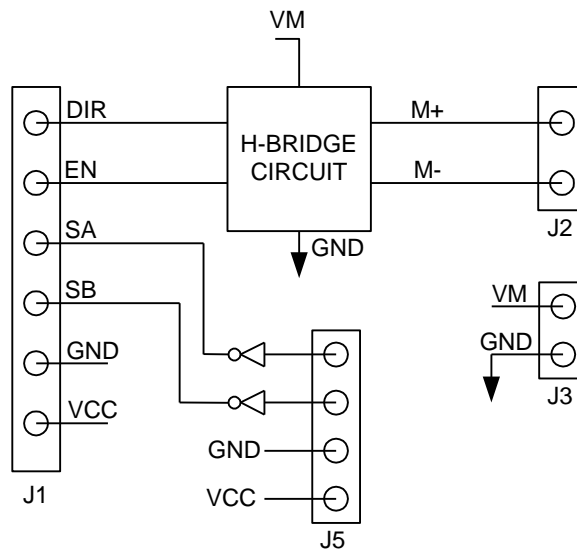 VM
DIR
M+
H-BRIDGE
CIRCUIT
EN
M-
SA
GND
J2
SB
VM
GND
GND
J3
VCC
GND
J1
VCC
J5